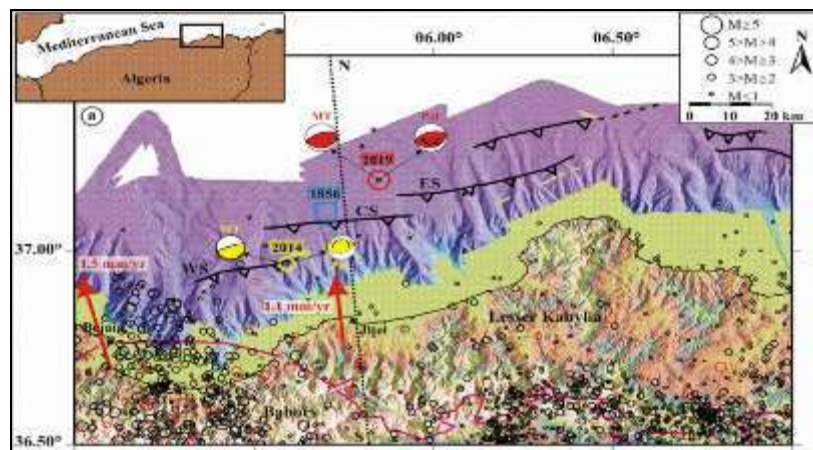 Mediterranean Sea
Algeria
06.00°
06.50°
M≥5
5>M>4
4>M≥3
3>M≥2
M<1
N
0 10 20 km
N
a
MT
2019
1856
ES
CS
37.00°
2014
WS
1.5 mm/yr
1.1 mm/yr
Jijel
Lesser Kabylia
Babors
S
36.50°